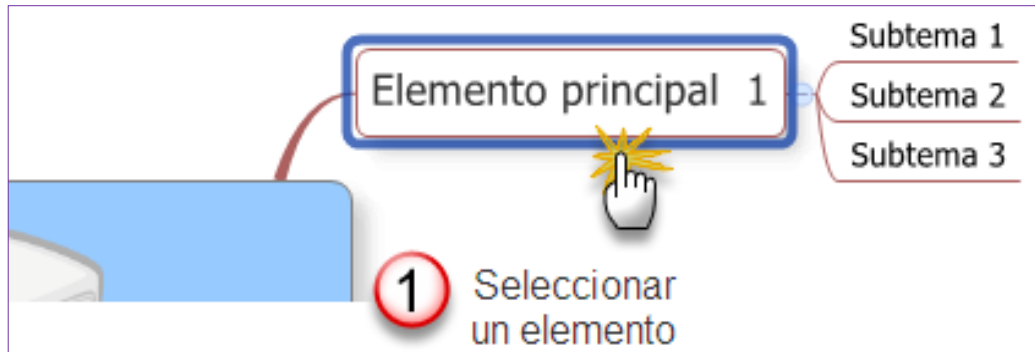 Elemento principal 1
Subtema 1
Subtema 2
Subtema 3
1
Seleccionar
un elemento